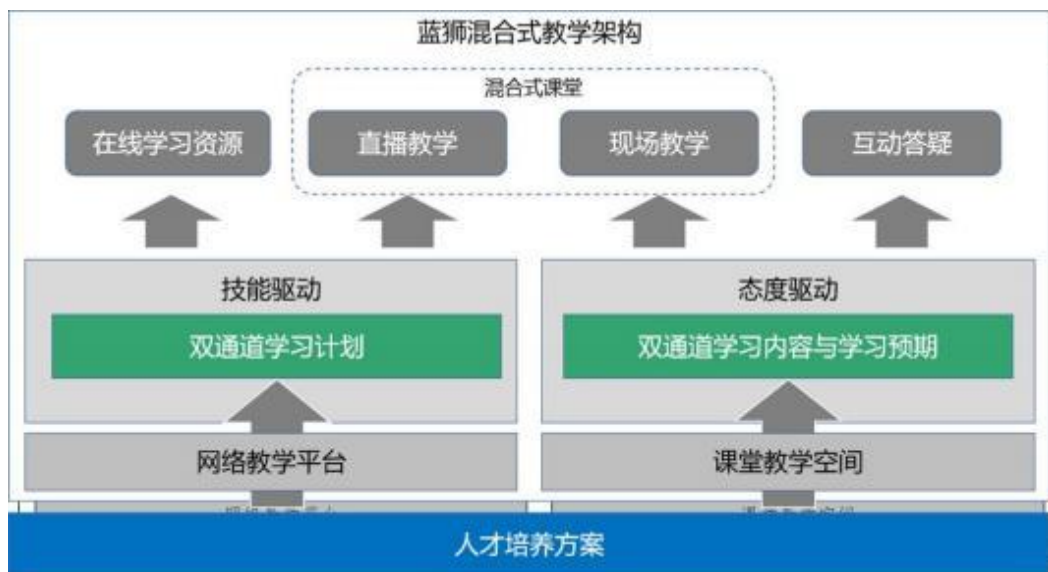 蓝狮混合式教学架构
混合式课堂
在线学习资源
直播教学
现场教学
互动答疑
技能驱动
态度驱动
双通道学习计划
双通道学习内容与学习预期
网络教学平台
课堂教学空间
人才培养方案